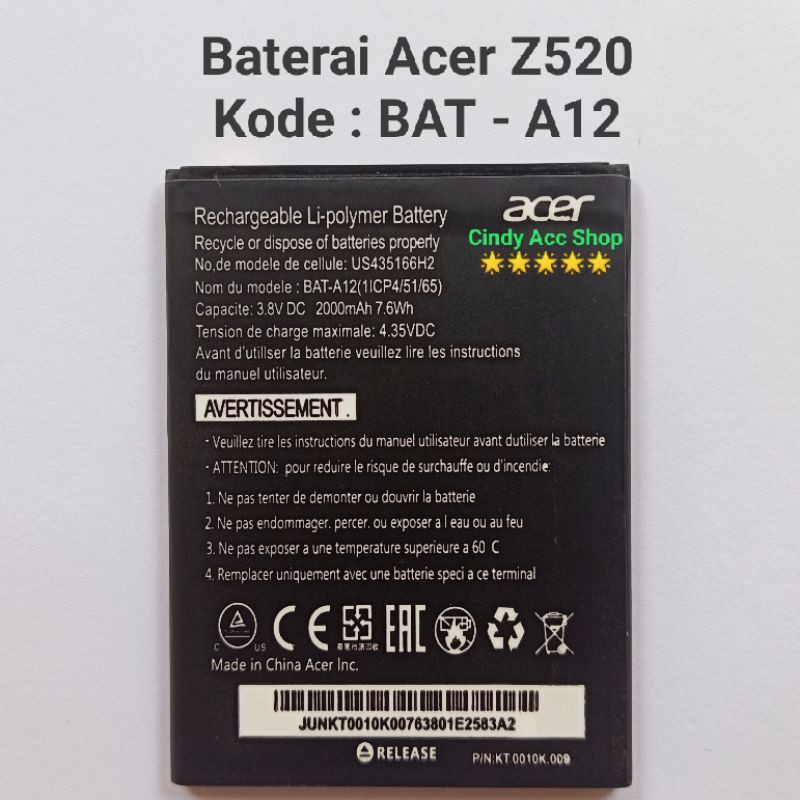 Baterai Acer Z520
Kode : BAT - A12
acer
Cindy Acc Shop
Rechargeable Li-polymer Battery
Recycle or dispose of batteries properly
No,de modele de cellule: US435166H2
Nom du modele : BAT-A12(1ICP4/51/65)
Capacite: 3.8V DC 2000mAh 7.6Wh
Tension de charge maximale: 4.35VDC
Avant d'utiliser la batterie veuillez lire les instructions
du manuel utilisateur.
AVERTISSEMENT .
- Veuillez tire les instructions du manuel utilisateur avant dutiliser la batterie
- ATTENTION: pour reduire le risque de surchauffe ou d'incendie:
1. Ne pas tenter de demonter ou douvrir la batterie
2. Ne pas endommager. percer. ou exposer a l eau ou au feu
3. Ne pas exposer a une temperature superieure a 60 C
4. Remplacer uniquement avec une batterie speci a ce terminal
C US CE EAC
Made in China Acer Inc.
JUNKT0010K00763801E2583A2
RELEASE
P/N:KT.0010K.009